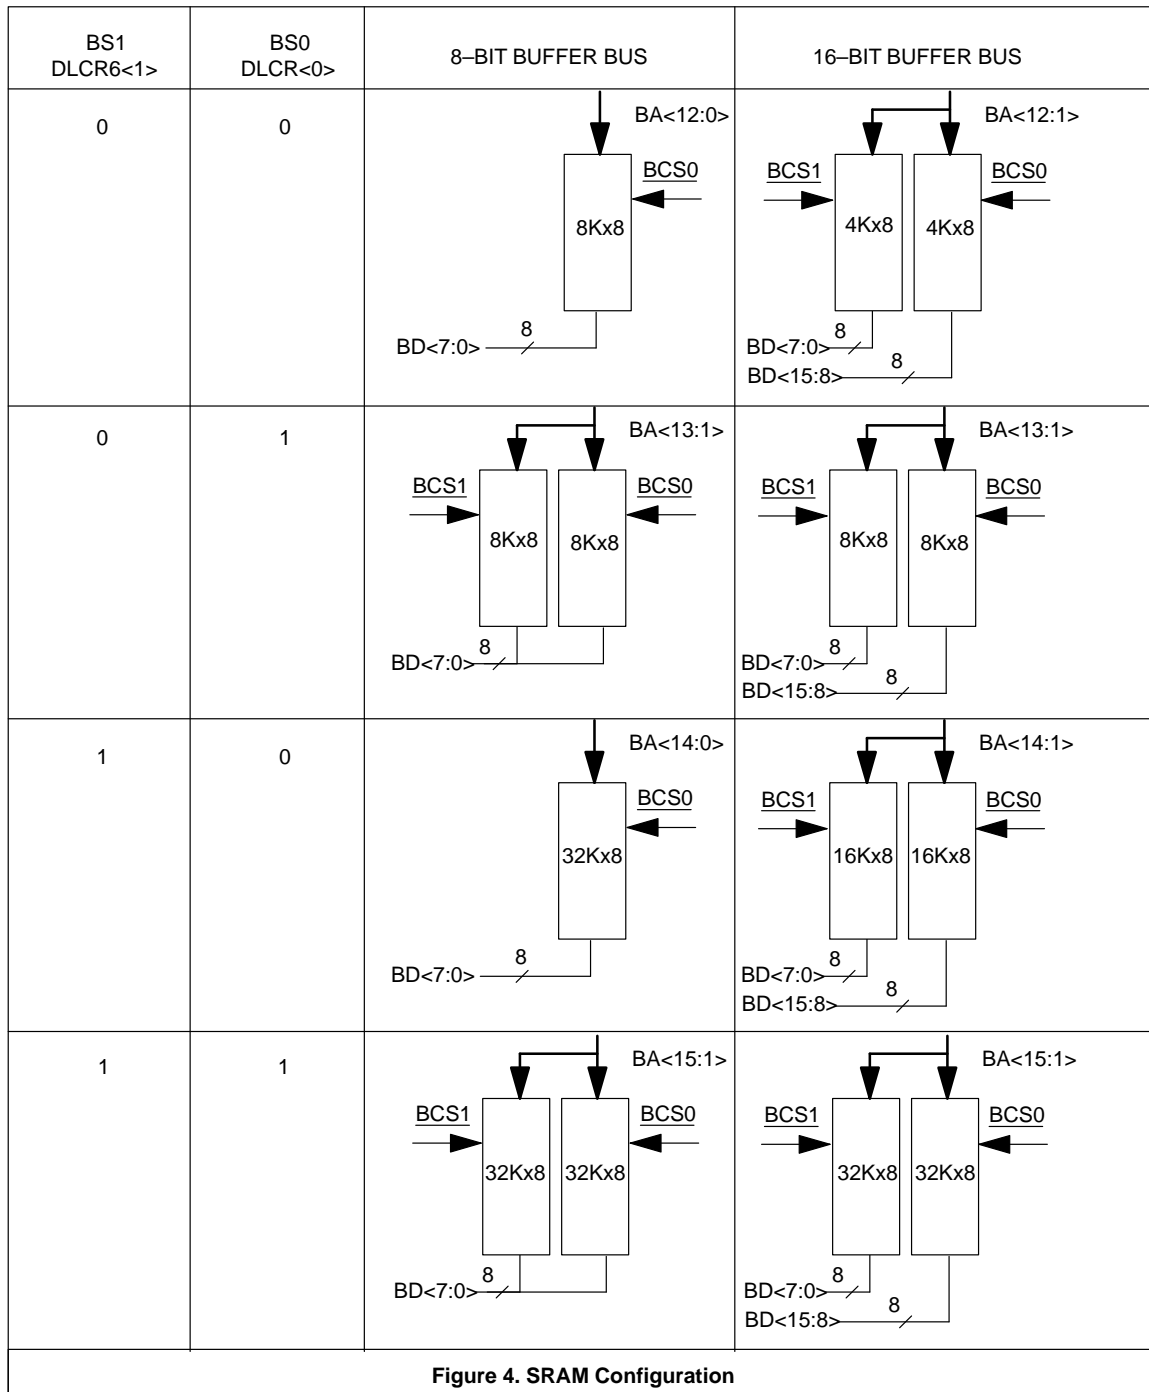 BS1
DLCR6<1>
BS0
DLCR<0>
8–BIT BUFFER BUS
16–BIT BUFFER BUS
0
0
BA<12:0>
BCS0
8Kx8
8
BD<7:0>
BA<12:1>
BCS1
BCS0
4Kx8
4Kx8
8
BD<7:0>
8
BD<15:8>
0
1
BA<13:1>
BCS1
BCS0
8Kx8
8Kx8
8
BD<7:0>
BA<13:1>
BCS1
BCS0
8Kx8
8Kx8
8
BD<7:0>
8
BD<15:8>
1
0
BA<14:0>
BCS0
32Kx8
8
BD<7:0>
BA<14:1>
BCS1
BCS0
16Kx8
16Kx8
8
BD<7:0>
8
BD<15:8>
1
1
BA<15:1>
BCS1
BCS0
32Kx8
32Kx8
8
BD<7:0>
BA<15:1>
BCS1
BCS0
32Kx8
32Kx8
8
BD<7:0>
8
BD<15:8>
Figure 4. SRAM Configuration